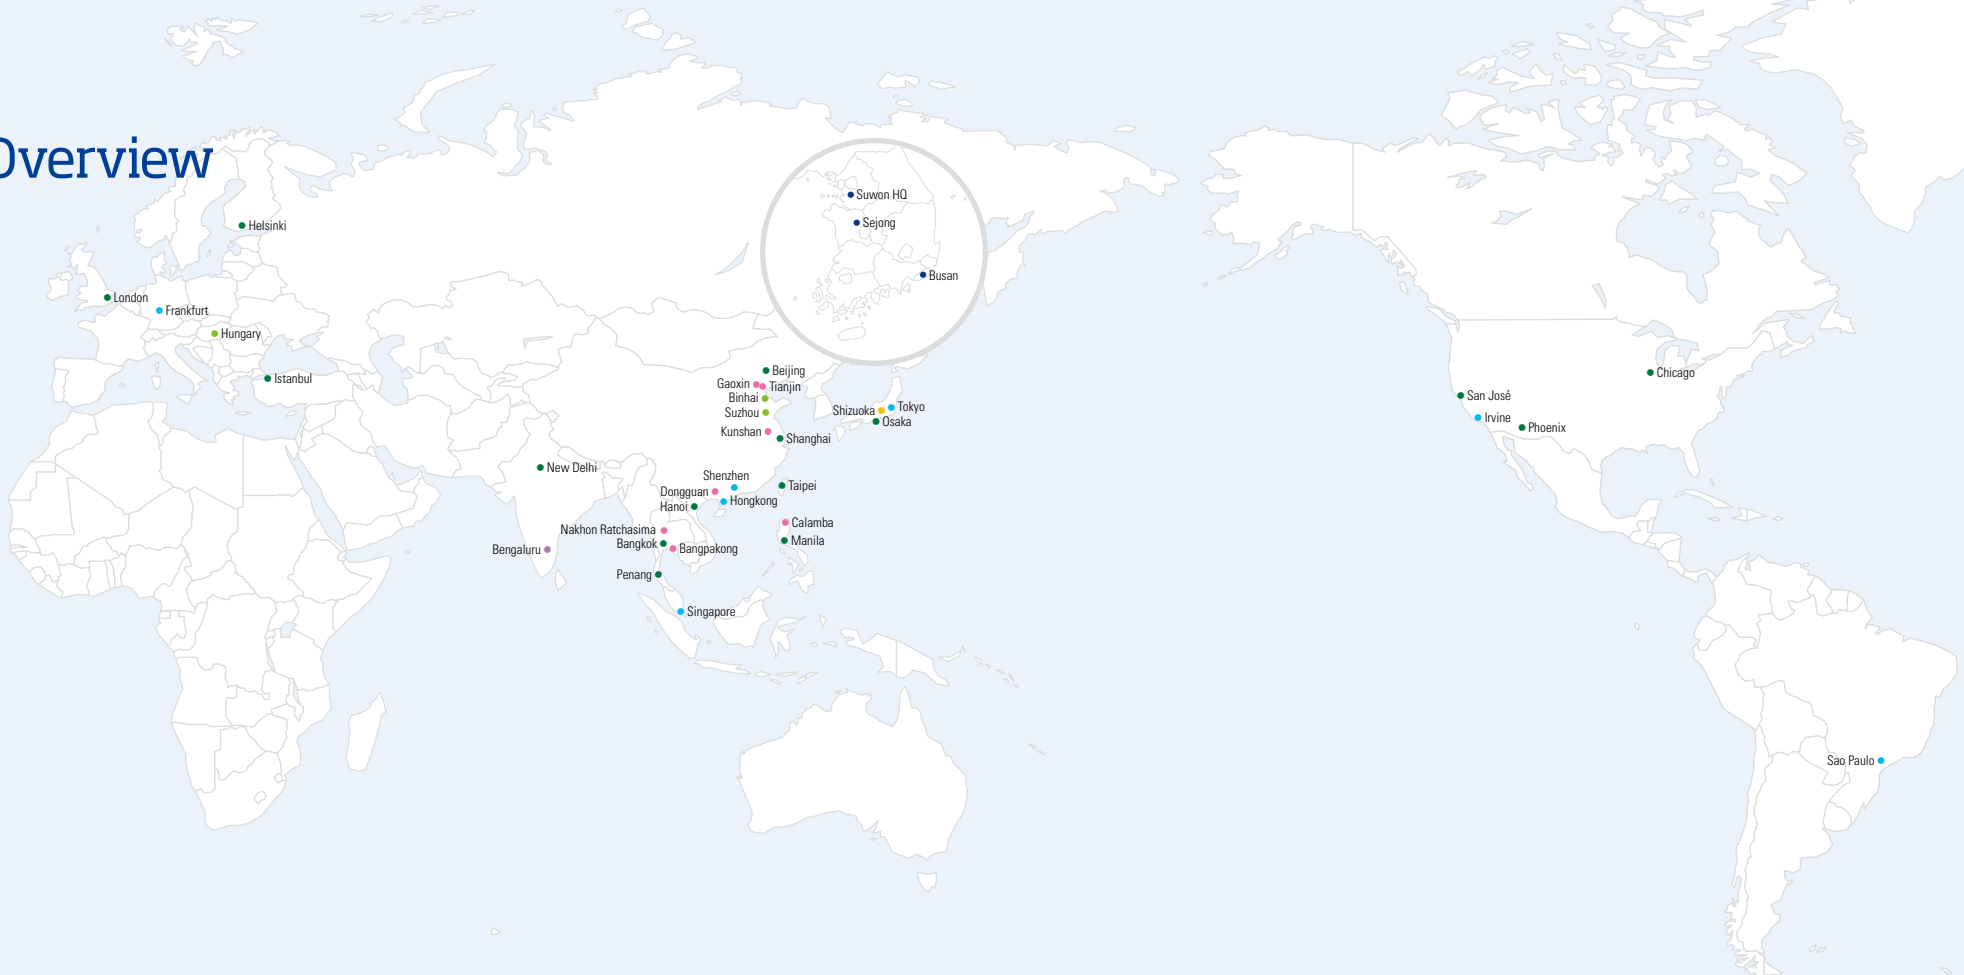 Overview
Suwon HQ
Sejong
Helsinki
Busan
London
Frankfurt
Hungary
Istanbul
Beijing
Gaoxin
Tianjin
Binhai
Suzhou
Shizuoka
Tokyo
Osaka
Kunshan
Shanghai
Chicago
San José
Irvine
Phoenix
New Delhi
Shenzhen
Taipei
Dongguan
Hongkong
Hanoi
Calamba
Nakhon Ratchasima
Manila
Bangkok
Bangpakong
Bengaluru
Penang
Singapore
Sao Paulo